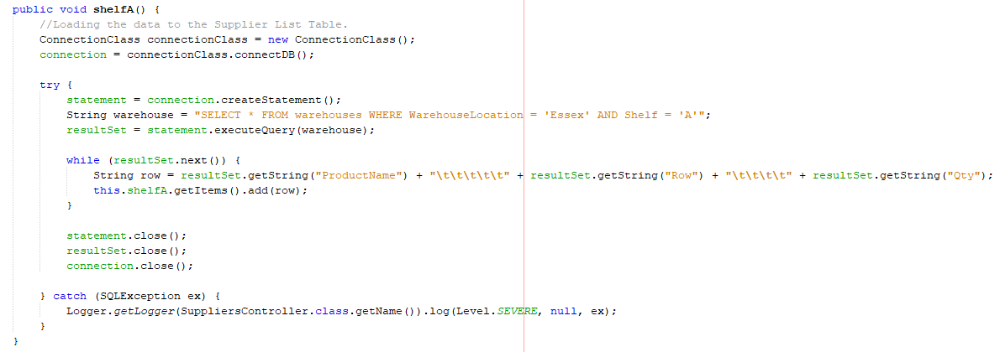 public void shelfA() {
//Loading the data to the Supplier List Table.
ConnectionClass connectionClass = new ConnectionClass();
connection = connectionClass.connectDB();
try {
statement = connection.createStatement();
String warehouse = "SELECT * FROM warehouses WHERE WarehouseLocation = 'Essex' AND Shelf = 'A'";
resultSet = statement.executeQuery(warehouse);
while (resultSet.next()) {
String row = resultSet.getString("ProductName") + "\t\t\t\t\t" + resultSet.getString("Row") + "\t\t\t\t" + resultSet.getString("Qty");
this.shelfA.getItems().add(row);
}
statement.close();
resultSet.close();
connection.close();
} catch (SQLException ex) {
Logger.getLogger(SuppliersController.class.getName()).log(Level.SEVERE, null, ex);
}
}